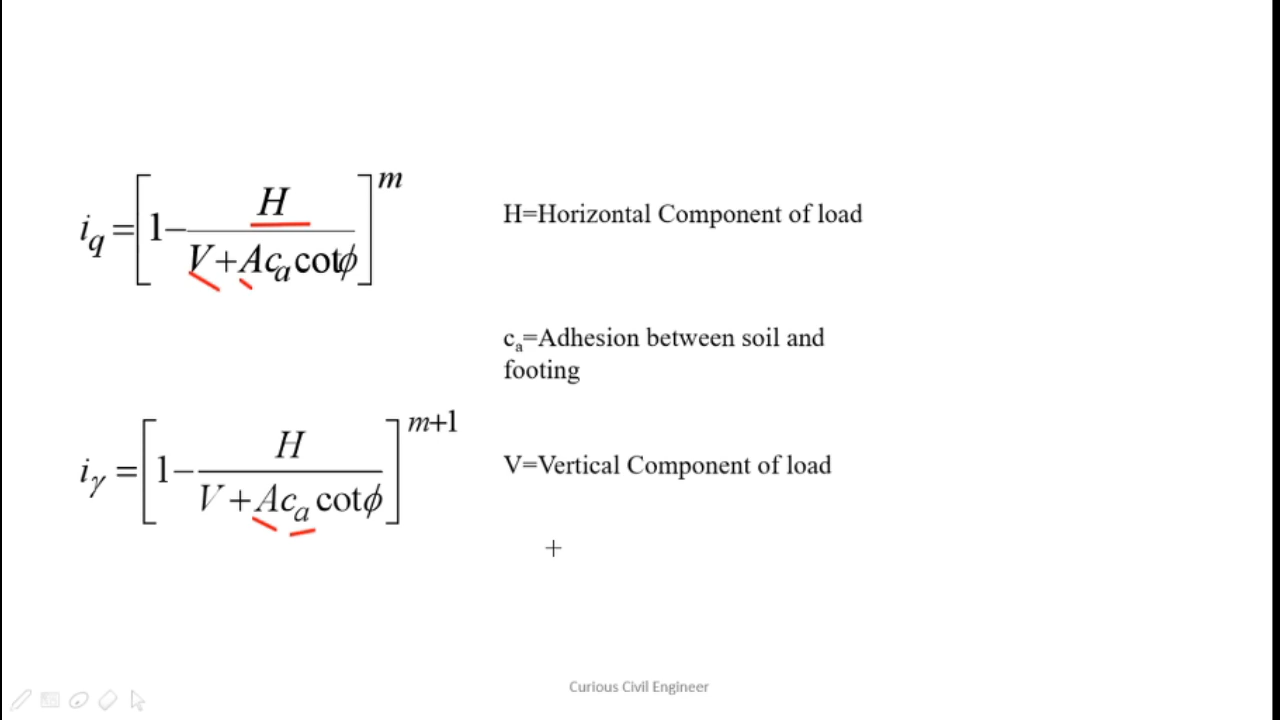 i_q = [1 − H / (V + Ac_a cotϕ)]^m
H=Horizontal Component of load
c_a=Adhesion between soil and
footing
i_γ = [1 − H / (V + Ac_a cotϕ)]^(m+1)
V=Vertical Component of load
Curious Civil Engineer